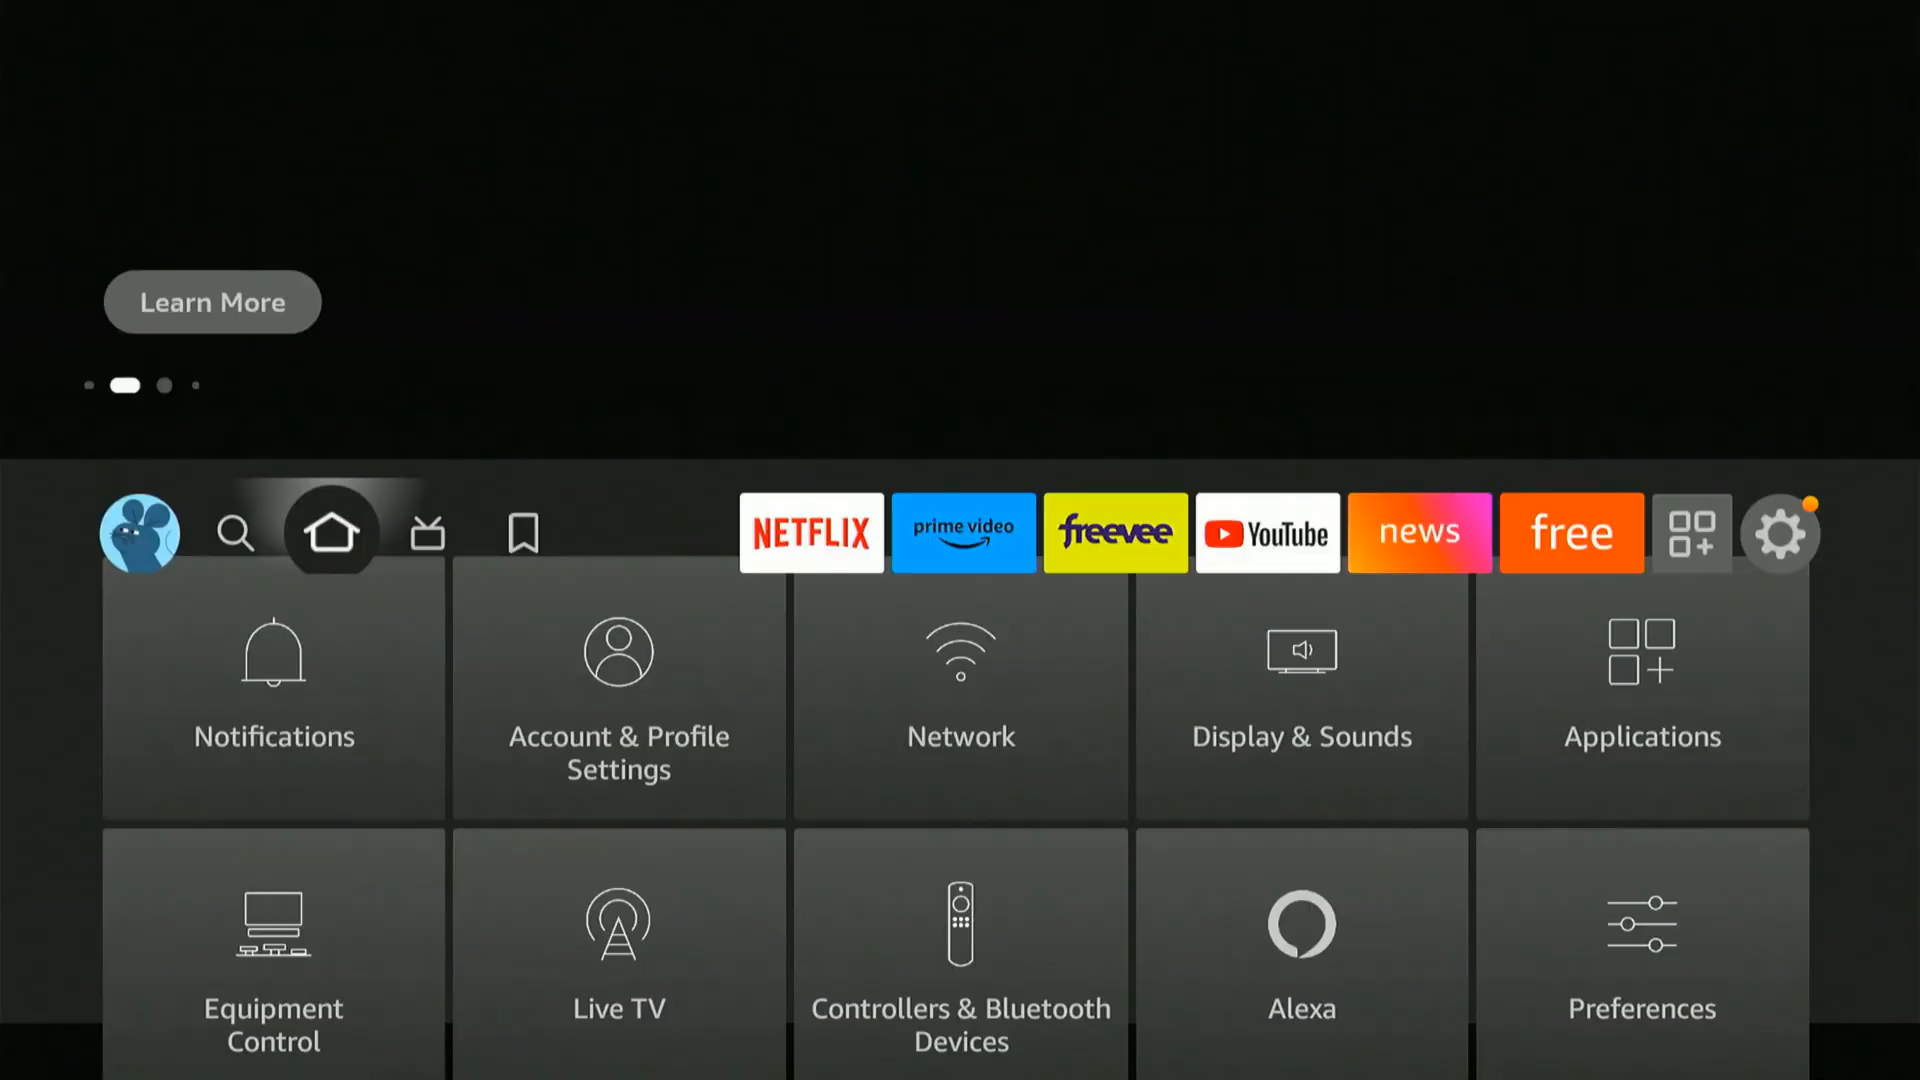 Learn More
NETFLIX
prime video
freevee
YouTube
news
free
Notifications
Account & Profile
Settings
Network
Display & Sounds
Applications
Equipment
Control
Live TV
Controllers & Bluetooth
Devices
Alexa
Preferences